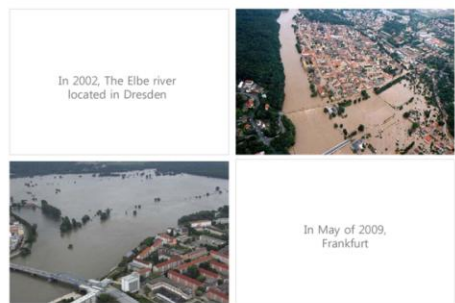 In 2002, The Elbe river
located in Dresden
In May of 2009,
Frankfurt